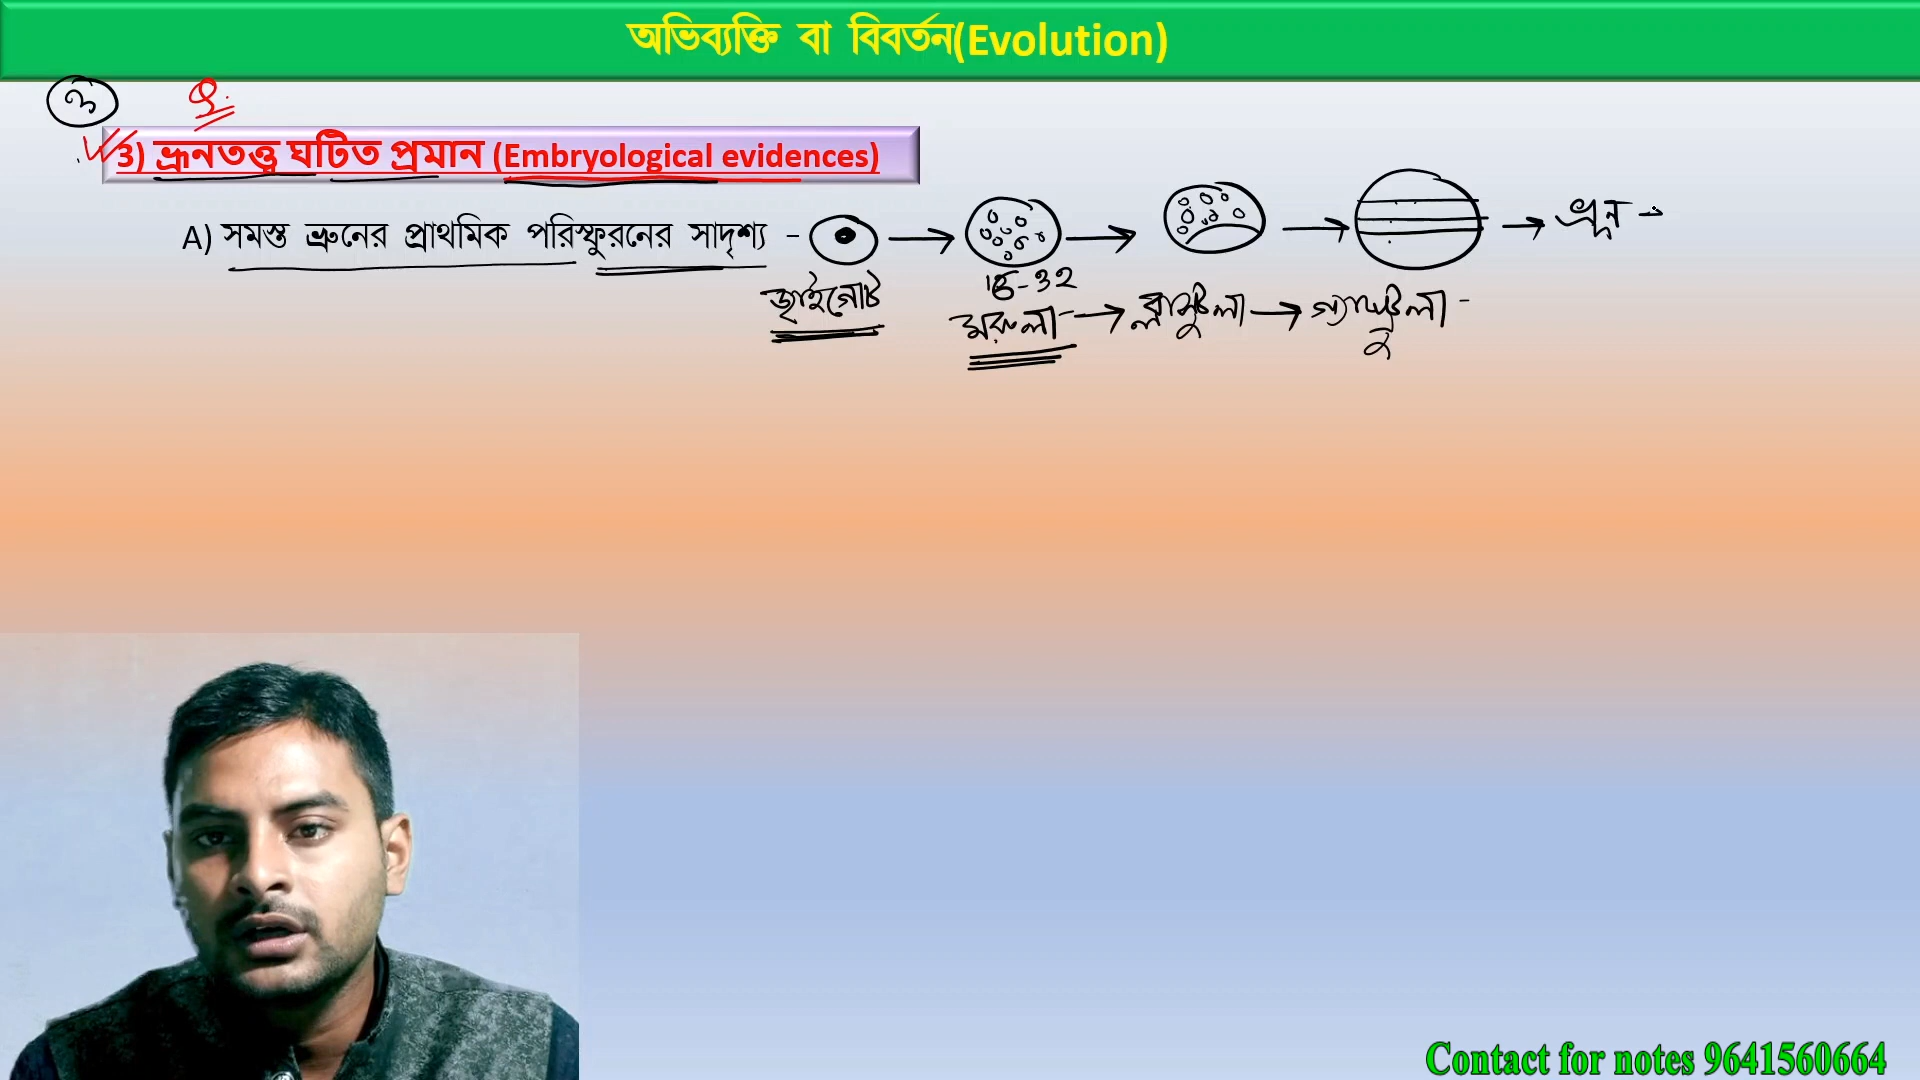 অভিব্যক্তি বা বিবর্তন(Evolution)
3
3) ভ্রূনতত্ত্ব ঘটিত প্রমান (Embryological evidences)
A) সমস্ত ভ্রুনের প্রাথমিক পরিস্ফুরনের সাদৃশ্য - → → → → ভ্রূন →
16-32
জাইগোট মরুলা → ব্লাস্টুলা → গ্যাস্ট্রুলা -
Contact for notes 9641560664